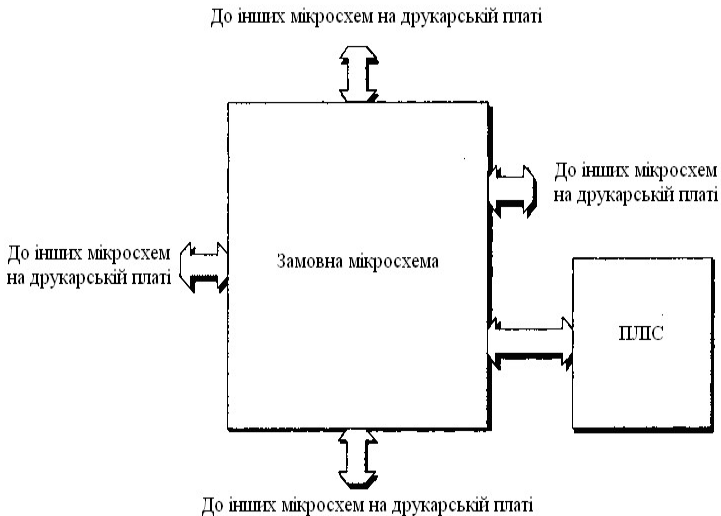 До інших мікросхем на друкарській платі
До інших мікросхем
на друкарській платі
До інших мікросхем
на друкарській платі
Замовна мікросхема
ПЛІС
До інших мікросхем на друкарській платі